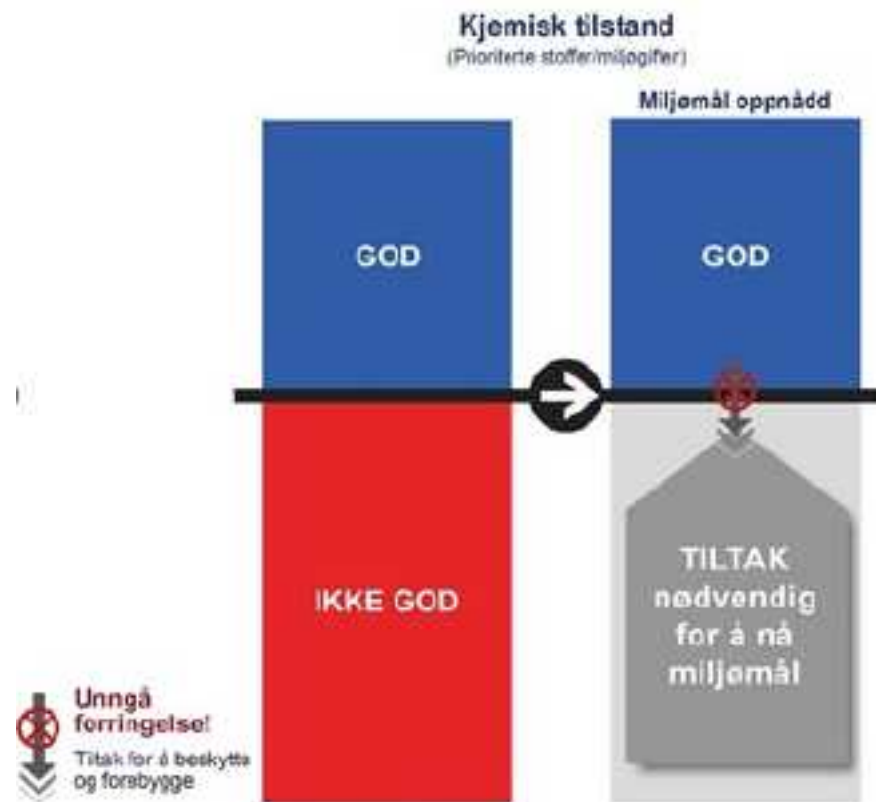 Kjemisk tilstand
(Prioriterte stoffer/miljøgifter)
Miljømål oppnådd
GOD
GOD
IKKE GOD
TILTAK
nødvendig
for å nå
miljømål
Unngå
forringelse!
Tiltak for å beskytte
og forebygge